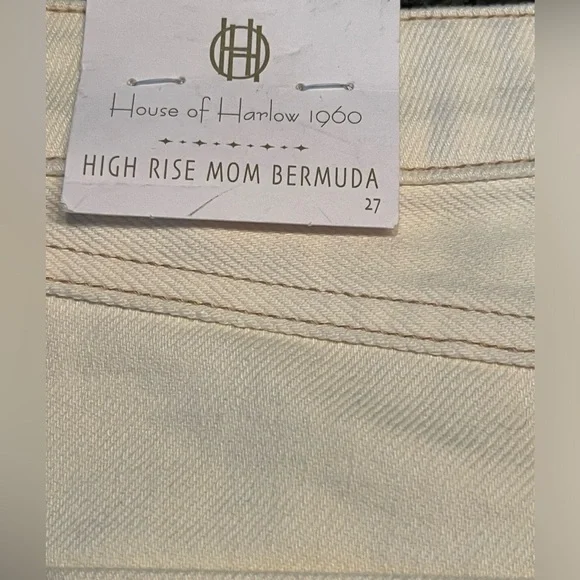 House of Harlow 1960
HIGH RISE MOM BERMUDA
27